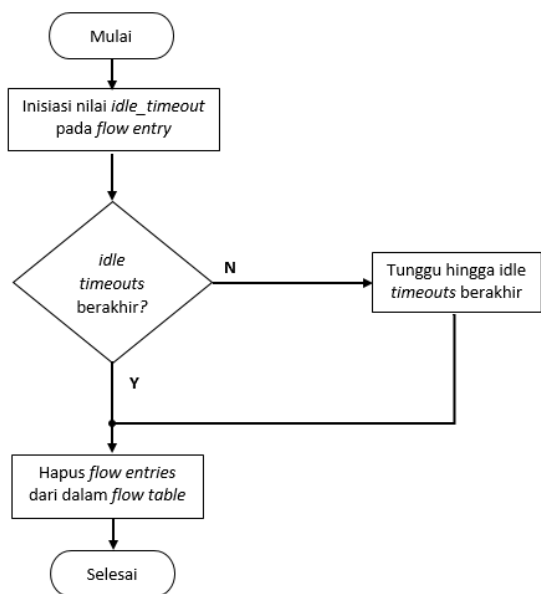 Mulai
Inisiasi nilai idle_timeout
pada flow entry
idle
timeouts
berakhir?
N
Tunggu hingga idle
timeouts berakhir
Y
Hapus flow entries
dari dalam flow table
Selesai